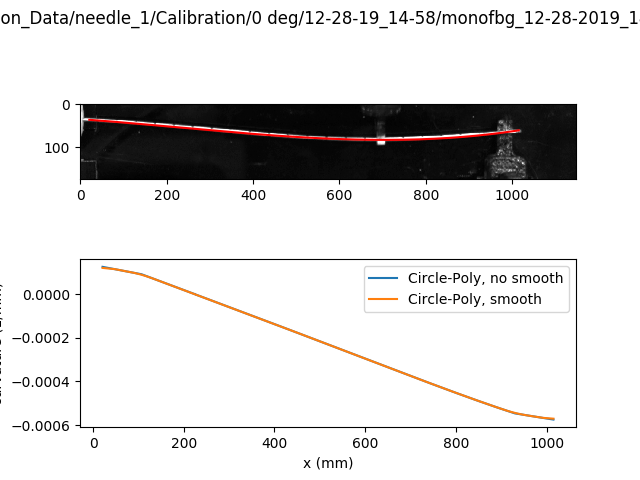 on_Data/needle_1/Calibration/0 deg/12-28-19_14-58/monofbg_12-28-2019_1
0
100
0 200 400 600 800 1000
Circle-Poly, no smooth
Circle-Poly, smooth
0.0000
−0.0002
−0.0004
−0.0006
0 200 400 600 800 1000
x (mm)